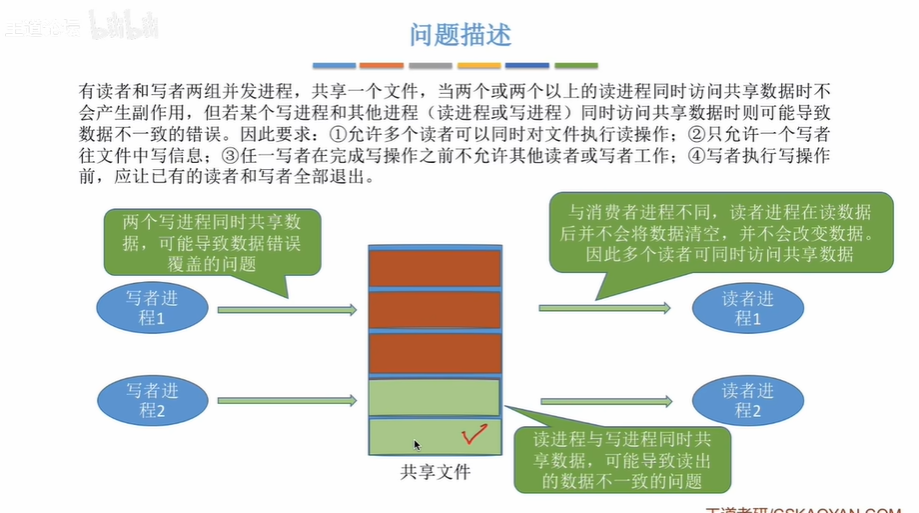 bilibili
问题描述
有读者和写者两组并发进程，共享一个文件，当两个或两个以上的读进程同时访问共享数据时不
会产生副作用，但若某个写进程和其他进程（读进程或写进程）同时访问共享数据时则可能导致
数据不一致的错误。因此要求：①允许多个读者可以同时对文件执行读操作；②只允许一个写者
往文件中写信息；③任一写者在完成写操作之前不允许其他读者或写者工作；④写者执行写操作
前，应让已有的读者和写者全部退出。
两个写进程同时共享数
据，可能导致数据错误
覆盖的问题
与消费者进程不同，读者进程在读数据
后并不会将数据清空，并不会改变数据。
因此多个读者可同时访问共享数据
写者进
程1
读者进
程1
写者进
程2
读者进
程2
读进程与写进程同时共
享数据，可能导致读出
的数据不一致的问题
共享文件
王道考研/CSKAOYAN.COM